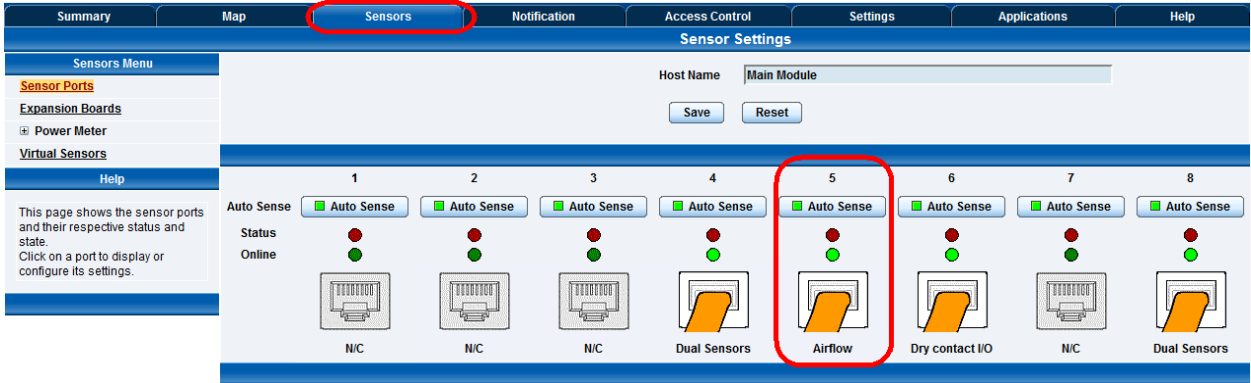 Summary Map Sensors Notification Access Control Settings Applications Help
Sensor Settings
Sensors Menu
Sensor Ports
Expansion Boards
Power Meter
Virtual Sensors
Help
This page shows the sensor ports
and their respective status and
state.
Click on a port to display or
configure its settings.
Host Name Main Module
Save Reset
1 2 3 4 5 6 7 8
Auto Sense Auto Sense Auto Sense Auto Sense Auto Sense Auto Sense Auto Sense Auto Sense Auto Sense
Status
Online
N/C N/C N/C Dual Sensors Airflow Dry contact I/O N/C Dual Sensors